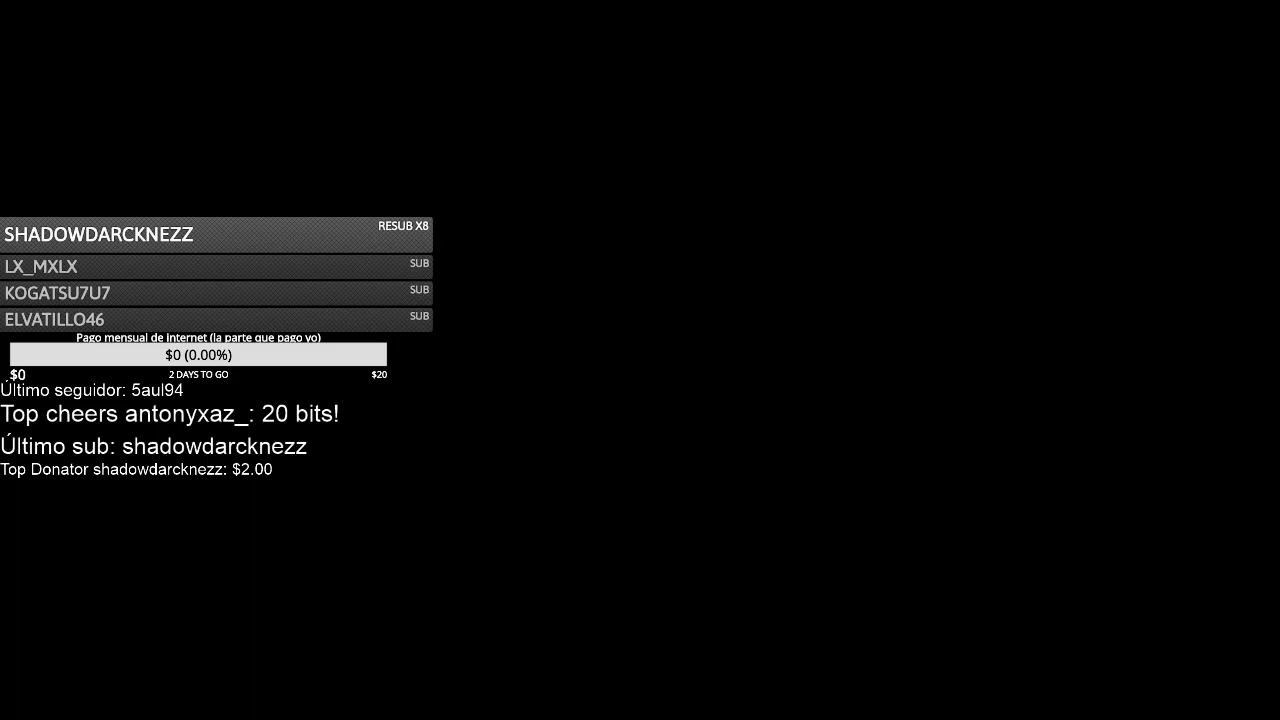 SHADOWDARCKNEZZ RESUB X8
LX_MXLX SUB
KOGATSU7U7 SUB
ELVATILLO46 SUB
Pago mensual de Internet (la parte que pago yo)
$0 (0.00%)
$0 2 DAYS TO GO $20
Último seguidor: 5aul94
Top cheers antonyxaz_: 20 bits!
Último sub: shadowdarcknezz
Top Donator shadowdarcknezz: $2.00